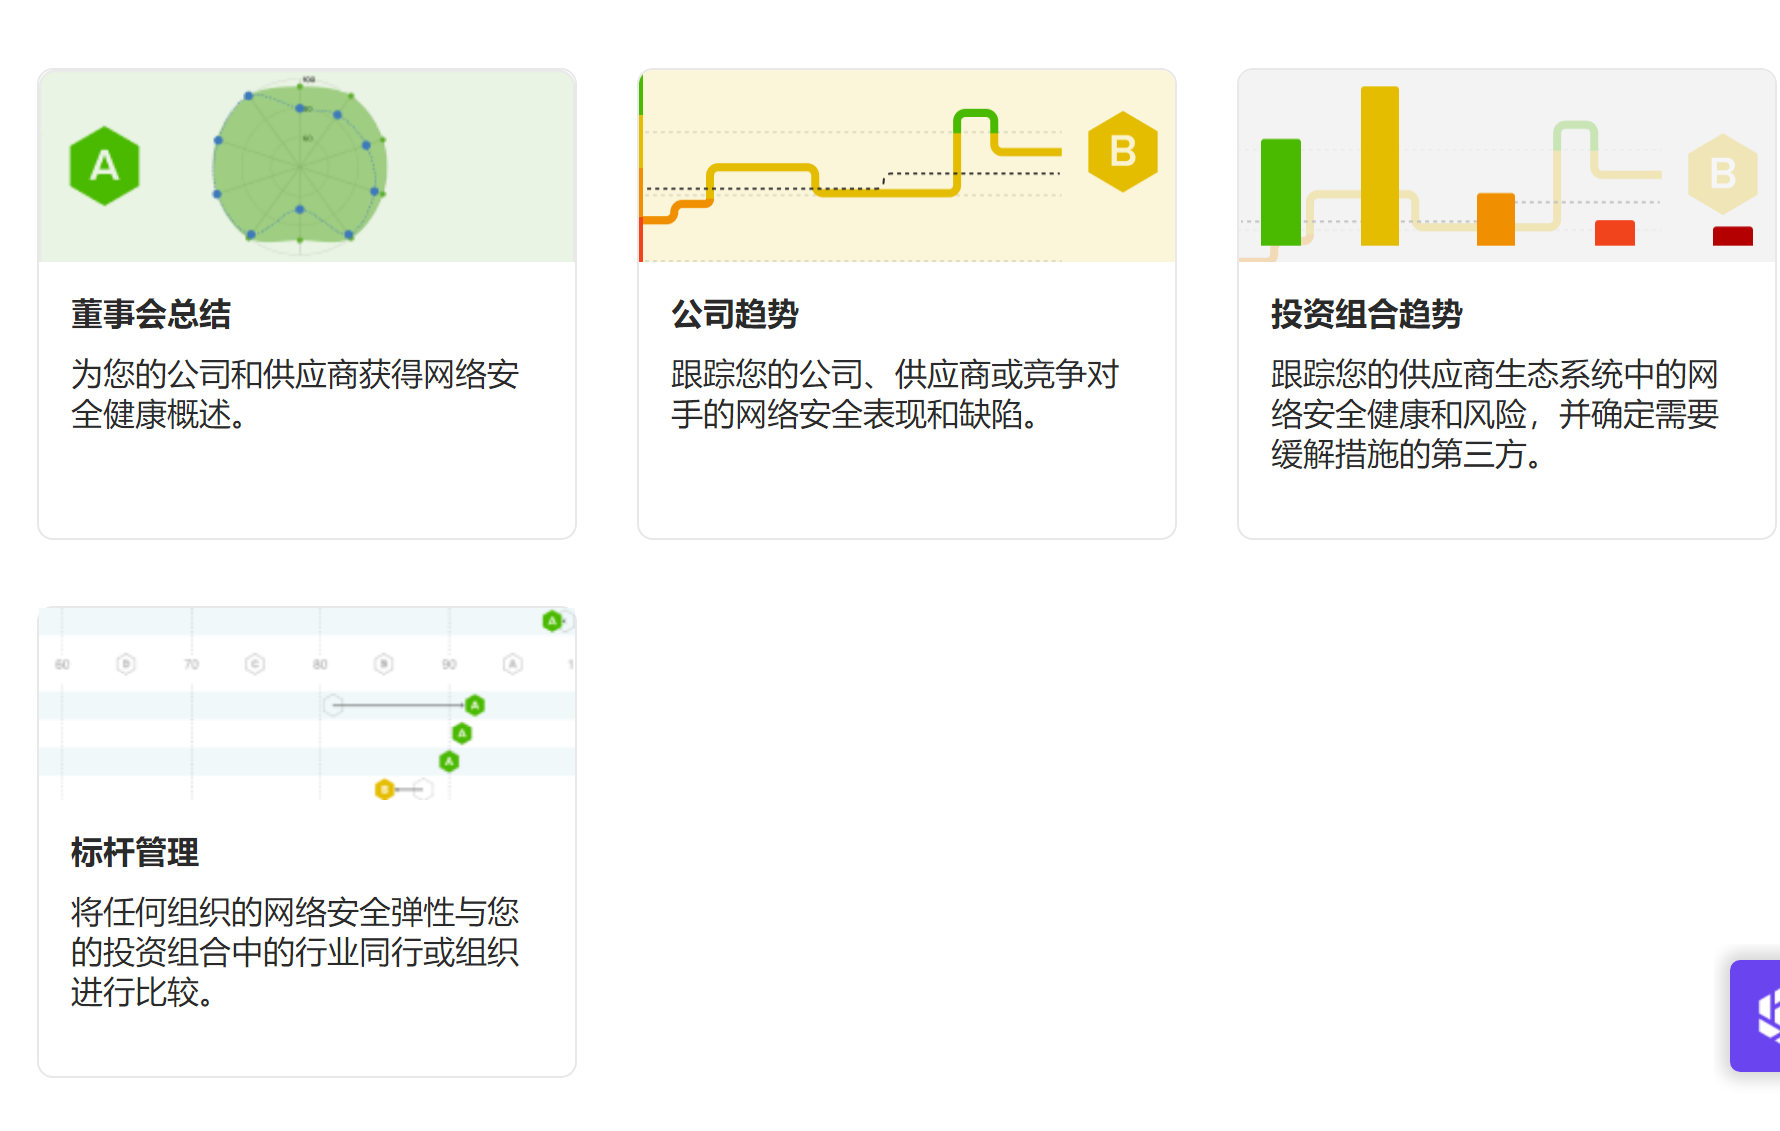 100
80
60
A
B
B
董事会总结
为您的公司和供应商获得网络安
全健康概述。
公司趋势
跟踪您的公司、供应商或竞争对
手的网络安全表现和缺陷。
投资组合趋势
跟踪您的供应商生态系统中的网
络安全健康和风险，并确定需要
缓解措施的第三方。
A
60 D 70 C 80 B 90 A 1
A
A
A
B
标杆管理
将任何组织的网络安全弹性与您
的投资组合中的行业同行或组织
进行比较。